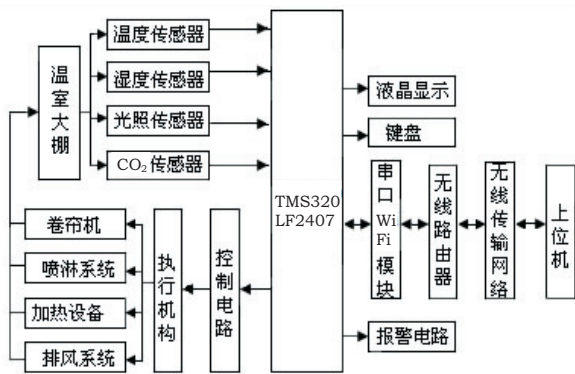 温室大棚
温度传感器
湿度传感器
光照传感器
CO₂传感器
TMS320
LF2407
液晶显示
键盘
串口WiFi模块
无线路由器
无线传输网络
上位机
报警电路
控制电路
执行机构
卷帘机
喷淋系统
加热设备
排风系统